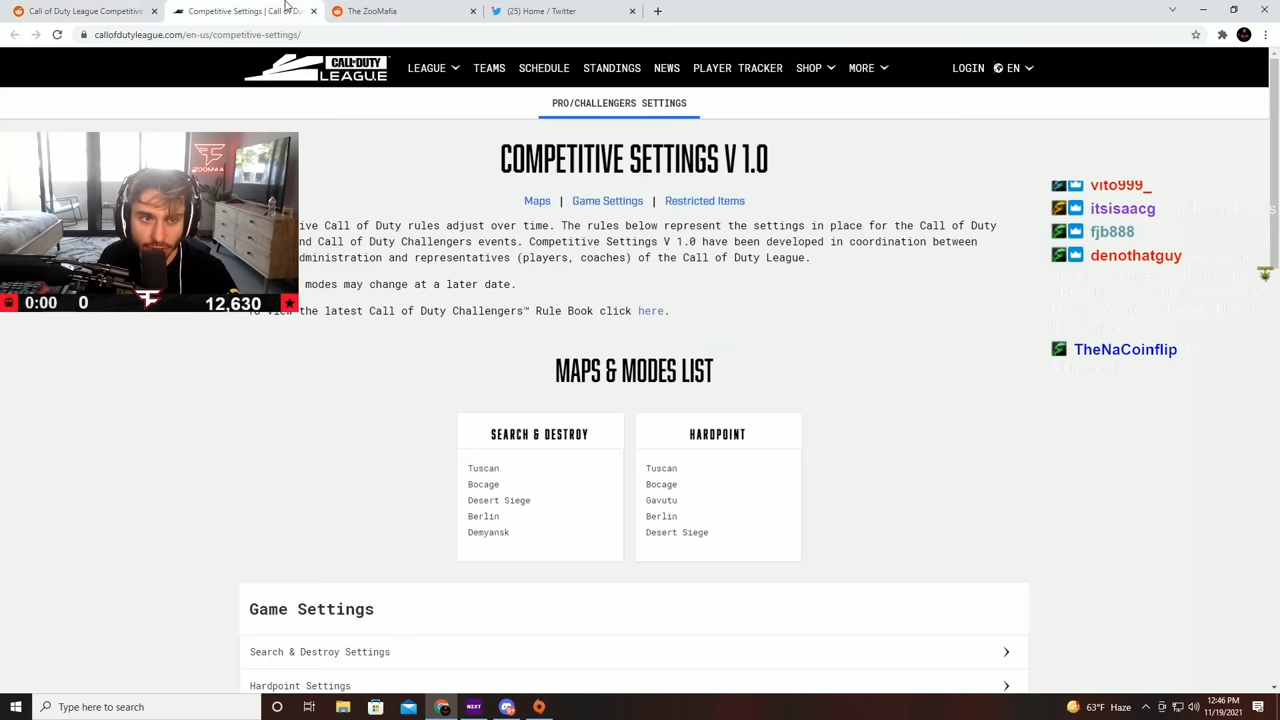 Call of Duty League Competitive
Competitive Settings | Call of Du
The ZooMafia
(25) Home / Twitter
callofdutyleague.com/en-us/competitive-settings/
CALL·DUTY
LEAGUE
LEAGUE
TEAMS
SCHEDULE
STANDINGS
NEWS
PLAYER TRACKER
SHOP
MORE
LOGIN
EN
PRO/CHALLENGERS SETTINGS
COMPETITIVE SETTINGS V 1.0
Maps | Game Settings | Restricted Items
ive Call of Duty rules adjust over time. The rules below represent the settings in place for the Call of Duty
nd Call of Duty Challengers events. Competitive Settings V 1.0 have been developed in coordination between
dministration and representatives (players, coaches) of the Call of Duty League.
modes may change at a later date.
the latest Call of Duty Challengers™ Rule Book click here.
ZOOMAA
0:00
0
12,630
vito999_
itsisaacg
fjb888
denothatguy
TheNaCoinflip
MAPS & MODES LIST
SEARCH & DESTROY
Tuscan
Bocage
Desert Siege
Berlin
Demyansk
HARDPOINT
Tuscan
Bocage
Gavutu
Berlin
Desert Siege
Game Settings
Search & Destroy Settings
Hardpoint Settings
Type here to search
NZXT
63°F Haze
12:46 PM
11/19/2021